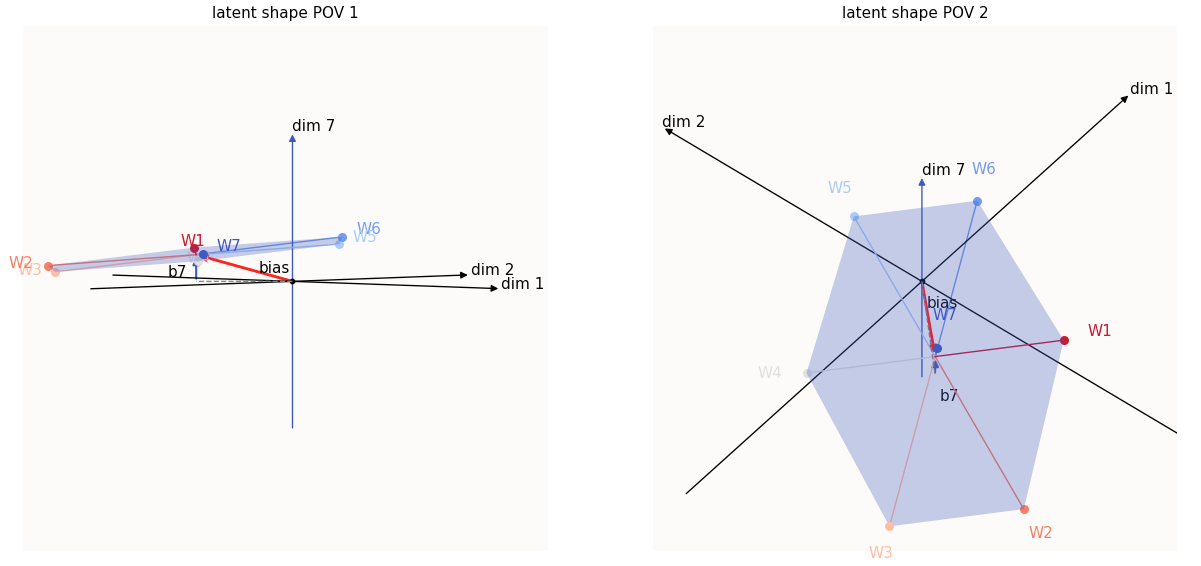 latent shape POV 1
dim 7
W1
W7
W6
W5
W2
W3
b7
bias
dim 2
dim 1
latent shape POV 2
dim 1
dim 2
dim 7
W6
W5
bias
W7
W1
W4
b7
W2
W3